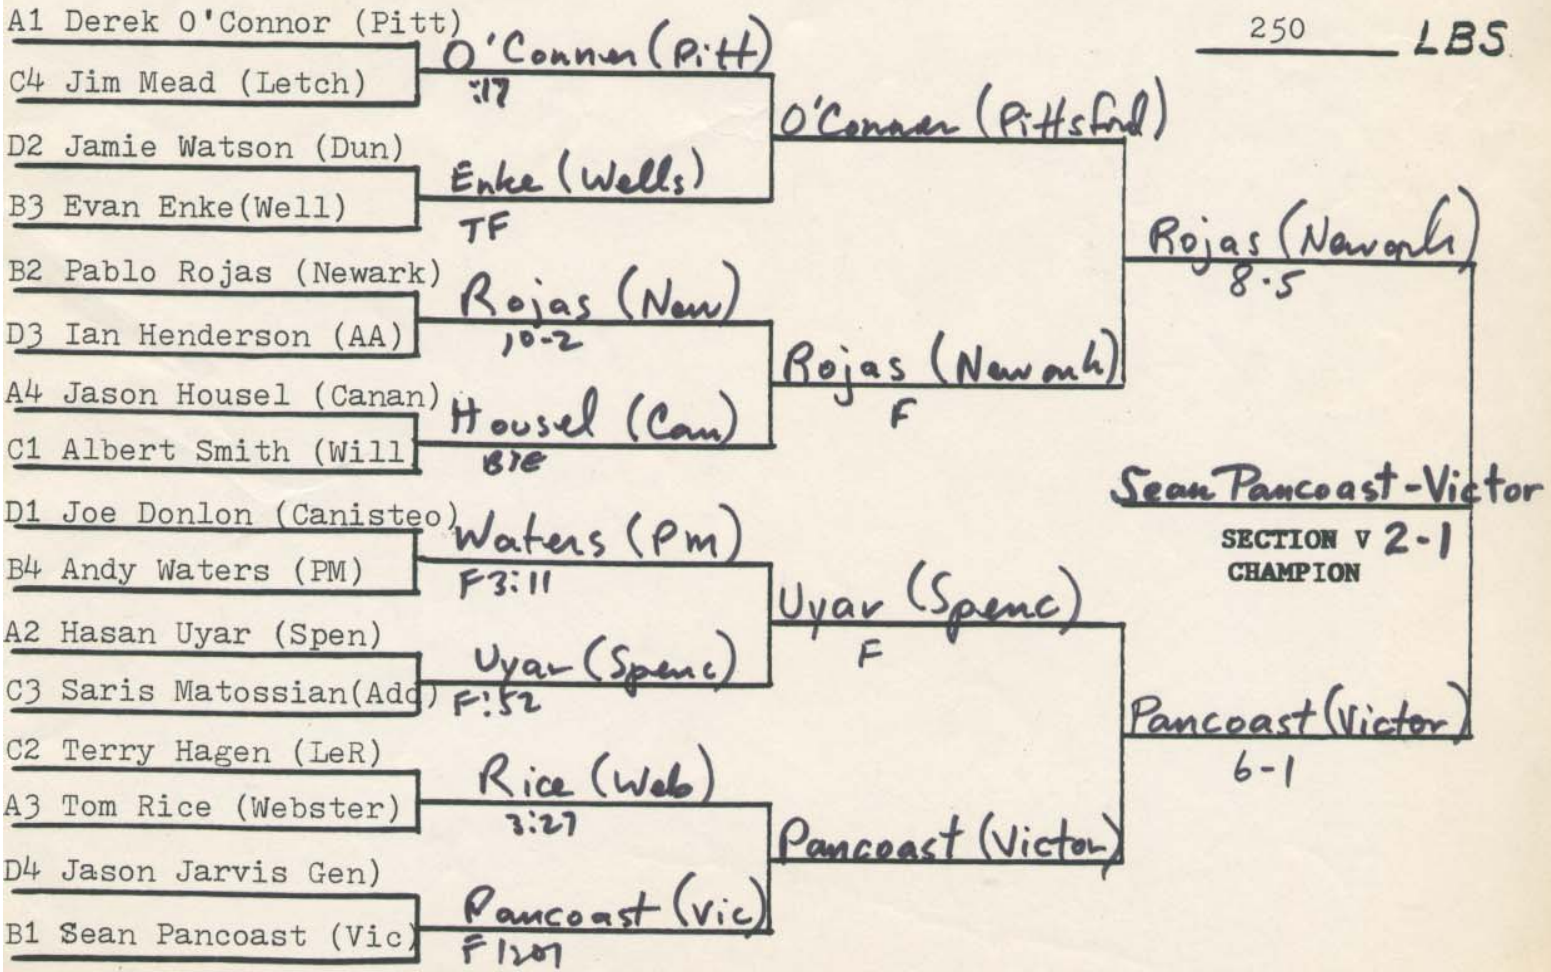 A1 Derek O'Connor (Pitt)
C4 Jim Mead (Letch)
D2 Jamie Watson (Dun)
B3 Evan Enke(Well)
B2 Pablo Rojas (Newark)
D3 Ian Henderson (AA)
A4 Jason Housel (Canan)
C1 Albert Smith (Will
D1 Joe Donlon (Canisteo)
B4 Andy Waters (PM)
A2 Hasan Uyar (Spen)
C3 Saris Matossian(Add)
C2 Terry Hagen (LeR)
A3 Tom Rice (Webster)
D4 Jason Jarvis Gen)
B1 Sean Pancoast (Vic)
O'Conner (Pitt)
:17
Enke (Wells)
TF
Rojas (New)
10-2
Housel (Can)
BYE
Waters (Pm)
F 3:11
Uyar (Spenc)
F:52
Rice (Web)
3:27
Pancoast (Vic)
F
O'Conner (Pittsford)
Rojas (Newark)
F
Uyar (Spenc)
F
Pancoast (Victor)
250 LBS
Rojas (Newark)
8-5
Pancoast (Victor)
6-1
Sean Pancoast-Victor
SECTION V 2-1
CHAMPION